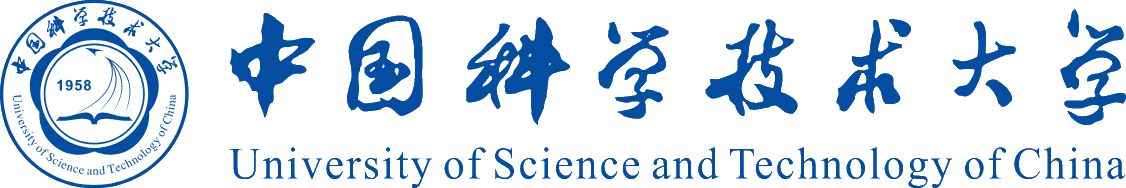 中国科学技术大学
1958
University of Science and Technology of China
中国科学技术大学
University of Science and Technology of China